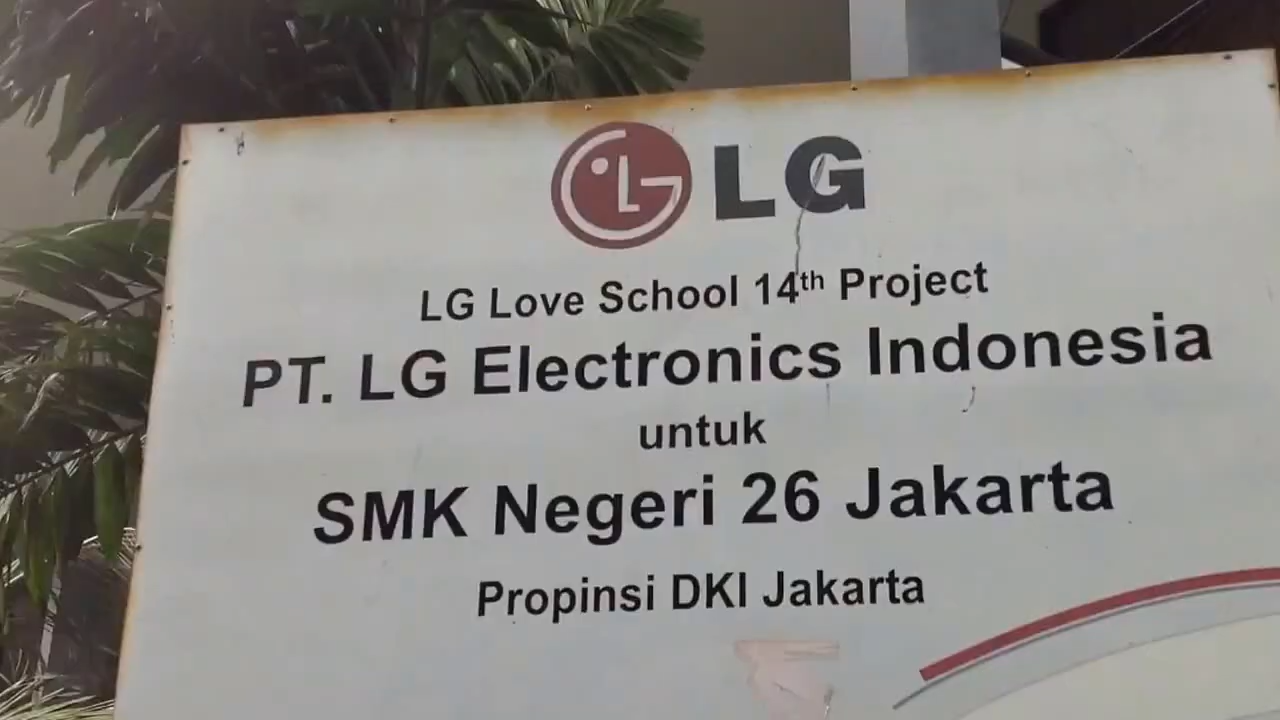 LG
LG Love School 14th Project
PT. LG Electronics Indonesia
untuk
SMK Negeri 26 Jakarta
Propinsi DKI Jakarta